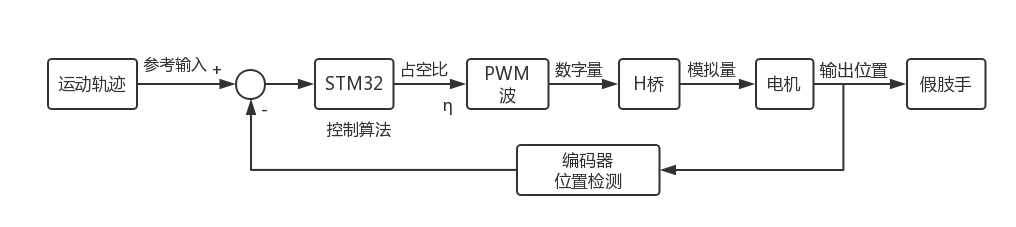 运动轨迹
参考输入
+
-
STM32
控制算法
占空比
η
PWM
波
数字量
H桥
模拟量
电机
输出位置
假肢手
编码器
位置检测